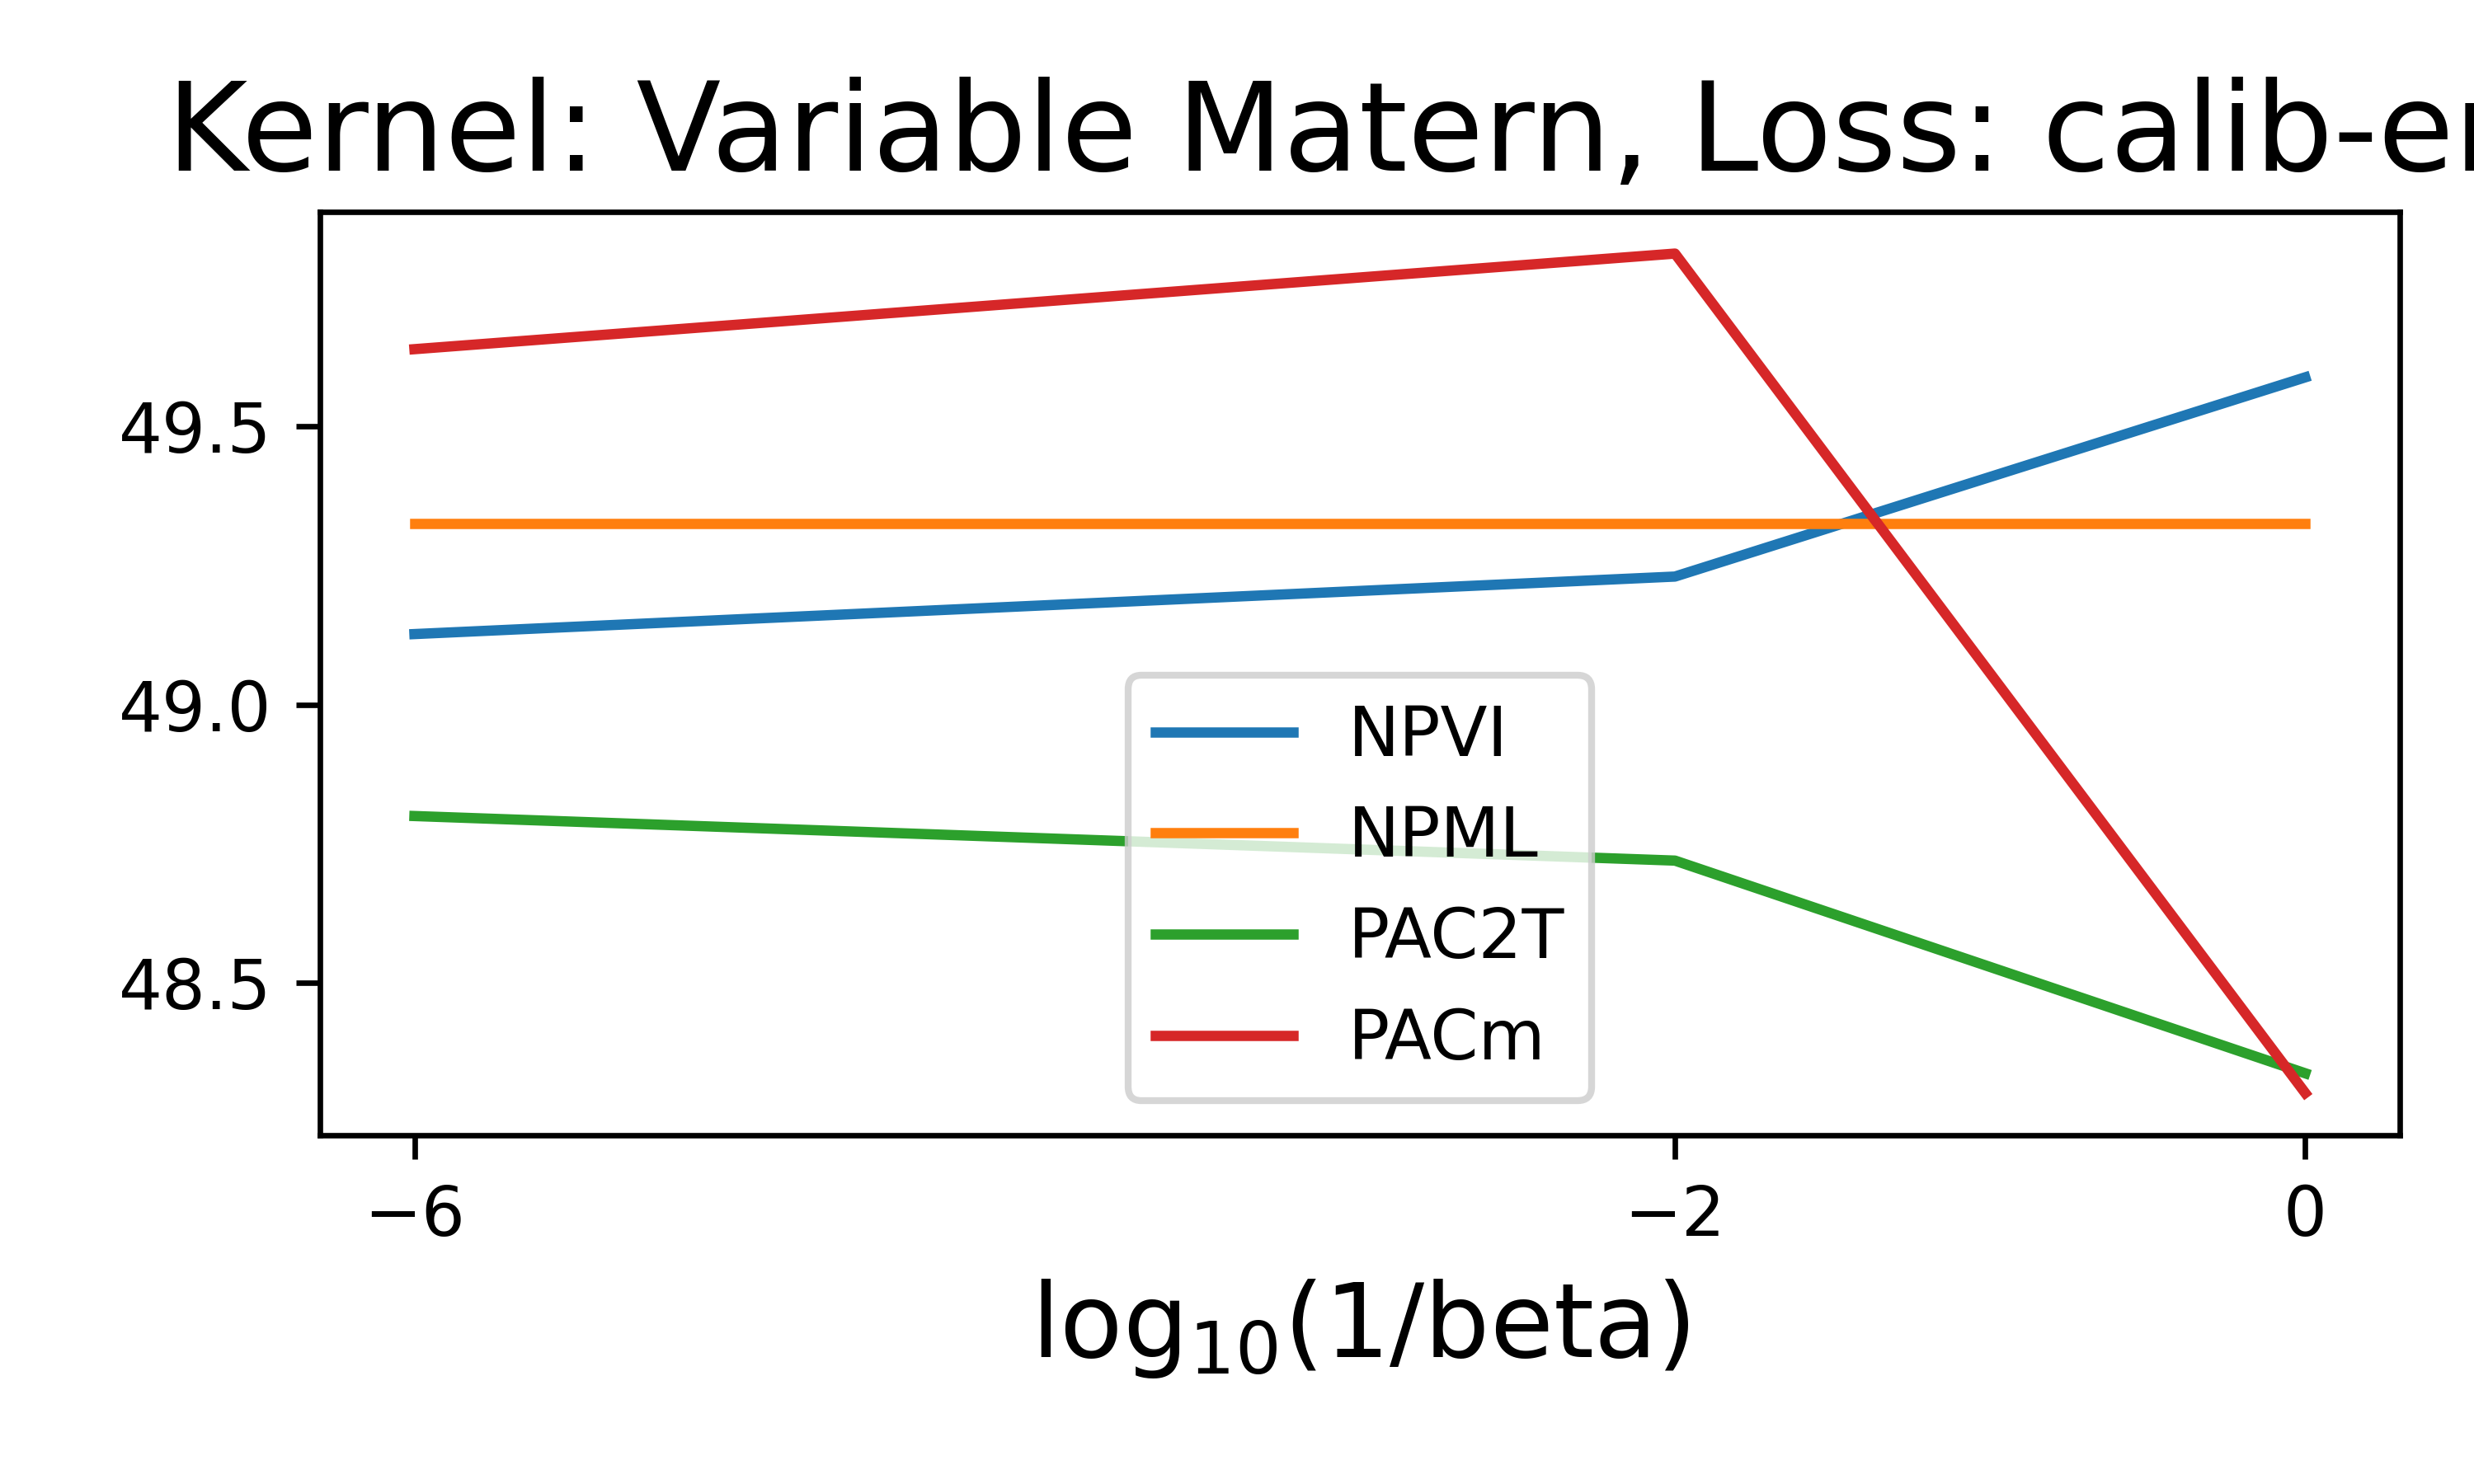 Kernel: Variable Matern, Loss: calib-er
49.5
49.0
48.5
NPVI
NPML
PAC2T
PACm
−6 −2 0
log₁₀(1/beta)